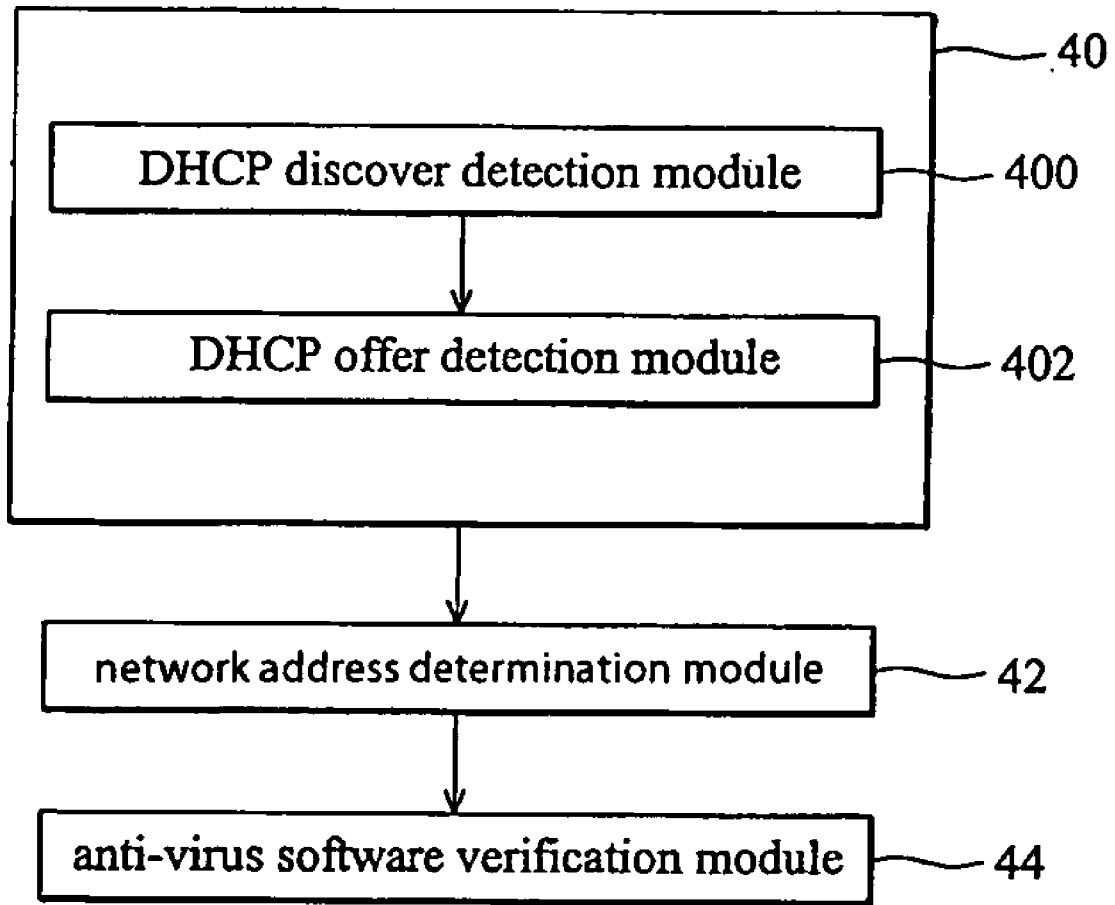 40
DHCP discover detection module
400
DHCP offer detection module
402
network address determination module
42
anti-virus software verification module
44